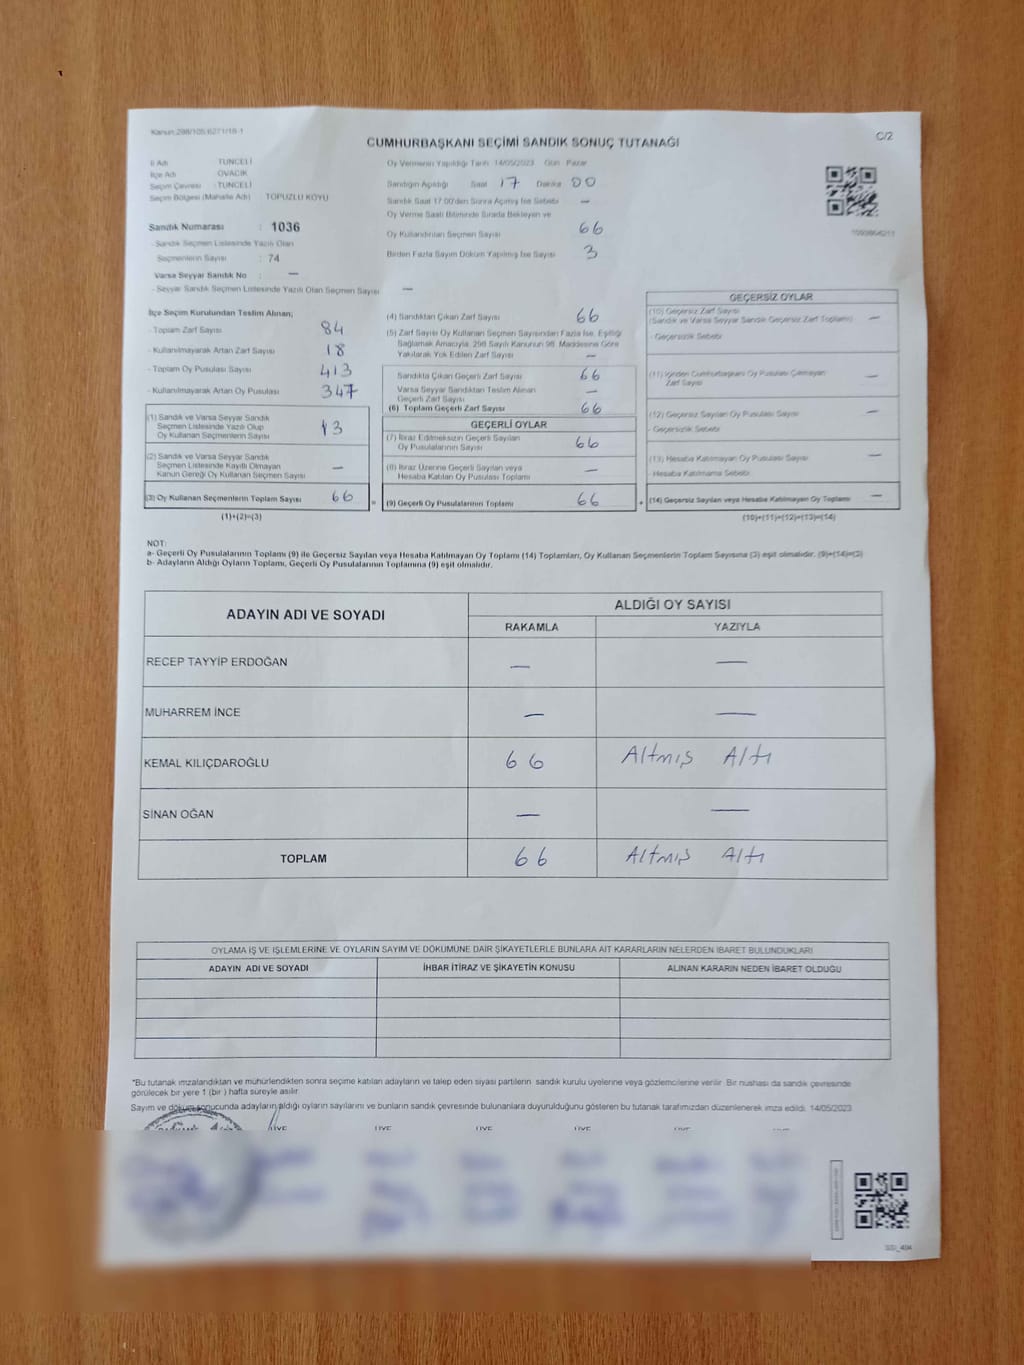 Kanun:298/105;6271/18-1
C/2
CUMHURBAŞKANI SEÇİMİ SANDIK SONUÇ TUTANAĞI
İl Adı TUNCELİ
İlçe Adı OVACIK
Seçim Çevresi : TUNCELİ
Seçim Bölgesi (Mahalle Adı) TOPUZLU KOYU
Sandık Numarası : 1036
- Sandık Seçmen Listesinde Yazılı Olan
Seçmenlerin Sayısı : 74
Varsa Seyyar Sandık No : —
- Seyyar Sandık Seçmen Listesinde Yazılı Olan Seçmen Sayısı —
Oy Vermenin Yapıldığı Tarih 14/05/2023 Gün Pazar
Sandığın Açıldığı Saat 17 Dakika 00
Sandık Saat 17:00'den Sonra Açılmış İse Sebebi —
Oy Verme Saati Bitiminde Sırada Bekleyen ve
Oy Kullandırılan Seçmen Sayısı 66
Birden Fazla Sayım Döküm Yapılmış İse Sayısı 3
İlçe Seçim Kurulundan Teslim Alınan;
- Toplam Zarf Sayısı 84
- Kullanılmayarak Artan Zarf Sayısı 18
- Toplam Oy Pusulası Sayısı 413
- Kullanılmayarak Artan Oy Pusulası 347
(1) Sandık ve Varsa Seyyar Sandık
Seçmen Listesinde Yazılı Olup
Oy Kullanan Seçmenlerin Sayısı 13
(2) Sandık ve Varsa Seyyar Sandık
Seçmen Listesinde Kayıtlı Olmayan
Kanun Gereği Oy Kullanan Seçmen Sayısı —
(3) Oy Kullanan Seçmenlerin Toplam Sayısı 66
(1)+(2)=(3)
(4) Sandıktan Çıkan Zarf Sayısı 66
(5) Zarf Sayısı Oy Kullanan Seçmen Sayısından Fazla İse, Eşitliği
Sağlamak Amacıyla, 298 Sayılı Kanunun 98. Maddesine Göre
Yakılarak Yok Edilen Zarf Sayısı —
Sandıkta Çıkan Geçerli Zarf Sayısı 66
Varsa Seyyar Sandıktan Teslim Alınan
Geçerli Zarf Sayısı —
(6) Toplam Geçerli Zarf Sayısı 66
GEÇERLİ OYLAR
(7) İtiraz Edilmeksizin Geçerli Sayılan
Oy Pusulalarının Sayısı 66
(8) İtiraz Üzerine Geçerli Sayılan veya
Hesaba Katılan Oy Pusulası Toplamı —
= (9) Geçerli Oy Pusulalarının Toplamı 66
GEÇERSİZ OYLAR
(10) Geçersiz Zarf Sayısı
(Sandık ve Varsa Seyyar Sandık Geçersiz Zarf Toplamı) —
- Geçersizlik Sebebi
(11) İçinden Cumhurbaşkanı Oy Pusulası Çıkmayan
Zarf Sayısı —
(12) Geçersiz Sayılan Oy Pusulası Sayısı —
- Geçersizlik Sebebi
(13) Hesaba Katılmayan Oy Pusulası Sayısı —
- Hesaba Katılmama Sebebi
+ (14) Geçersiz Sayılan veya Hesaba Katılmayan Oy Toplamı —
(10)+(11)+(12)+(13)=(14)
NOT:
a- Geçerli Oy Pusulalarının Toplamı (9) ile Geçersiz Sayılan veya Hesaba Katılmayan Oy Toplamı (14) Toplamları, Oy Kullanan Seçmenlerin Toplam Sayısına (3) eşit olmalıdır. (9)+(14)=(3)
b- Adayların Aldığı Oyların Toplamı, Geçerli Oy Pusulalarının Toplamına (9) eşit olmalıdır.
ADAYIN ADI VE SOYADI
ALDIĞI OY SAYISI
RAKAMLA YAZIYLA
RECEP TAYYİP ERDOĞAN — —
MUHARREM İNCE — —
KEMAL KILIÇDAROĞLU 66 Altmış Altı
SİNAN OĞAN — —
TOPLAM 66 Altmış Altı
OYLAMA İŞ VE İŞLEMLERİNE VE OYLARIN SAYIM VE DÖKÜMÜNE DAİR ŞİKAYETLERLE BUNLARA AİT KARARLARIN NELERDEN İBARET BULUNDUKLARI
ADAYIN ADI VE SOYADI İHBAR İTİRAZ VE ŞİKAYETİN KONUSU ALINAN KARARIN NEDEN İBARET OLDUĞU
*Bu tutanak imzalandıktan ve mühürlendikten sonra seçime katılan adayların ve talep eden siyasi partilerin sandık kurulu üyelerine veya gözlemcilerine verilir. Bir nushası da sandık çevresinde
görülecek bir yere 1 (bir ) hafta süreyle asılır
Sayım ve döküm sonucunda adayların aldığı oyların sayılarını ve bunların sandık çevresinde bulunanlara duyurulduğunu gösteren bu tutanak tarafımızdan düzenlenerek imza edildi. 14/05/2023